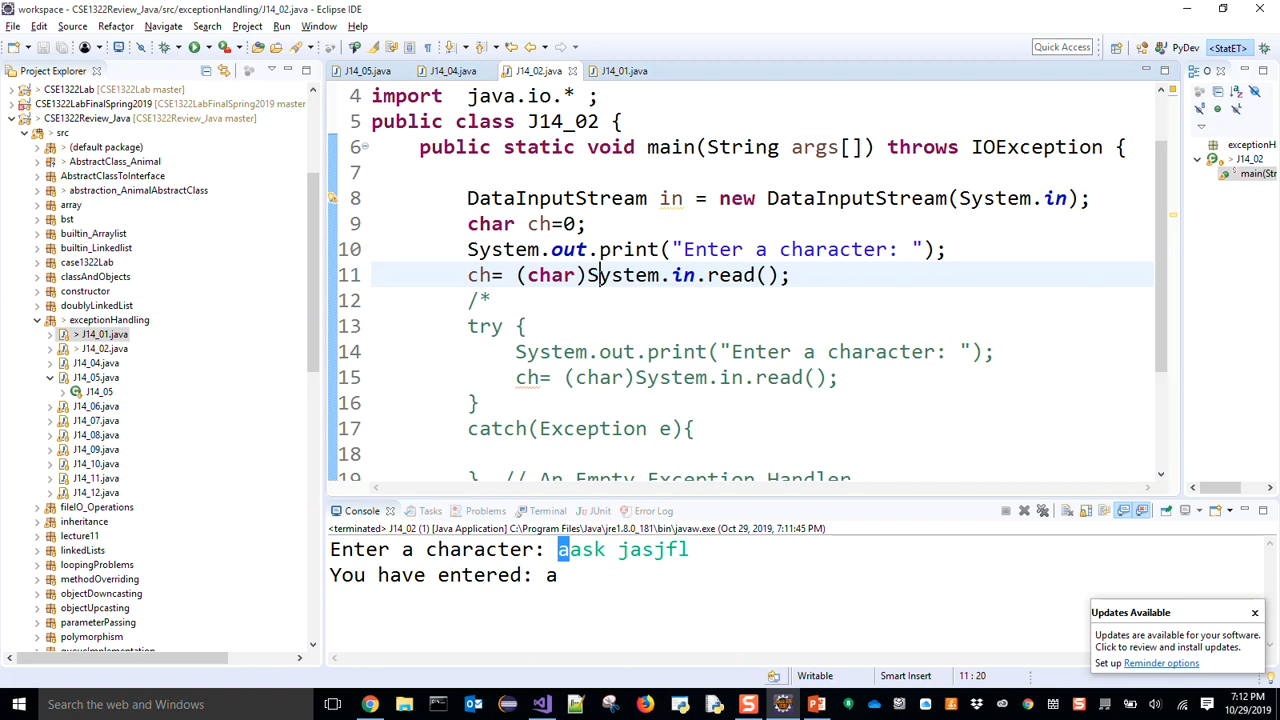 workspace - CSE1322Review_Java/src/exceptionHandling/J14_02.java - Eclipse IDE
File Edit Source Refactor Navigate Search Project Run Window Help
Quick Access
PyDev
<StatET>
Project Explorer
> CSE1322Lab
> CSE1322LabFinalSpring2019 master
> CSE1322Review_Java (CSE1322Review_Java master)
> src
> (default package)
> AbstractClass_Animal
AbstractClassToInterface
> abstraction_AnimalAbstractClass
array
bst
builtin_Arraylist
builtin_Linkedlist
case1322Lab
classAndObjects
constructor
doublyLinkedList
> exceptionHandling
> J14_01.java
> J14_02.java
J14_04.java
J14_05.java
J14_05
J14_06.java
J14_07.java
J14_08.java
J14_09.java
J14_10.java
J14_11.java
J14_12.java
fileIO_Operations
inheritance
lecture11
linkedLists
loopingProblems
methodOverriding
objectDowncasting
objectUpcasting
parameterPassing
polymorphism
J14_05.java J14_04.java J14_02.java J14_01.java
4 import java.io.* ;
5 public class J14_02 {
6 public static void main(String args[]) throws IOException {
7
8 DataInputStream in = new DataInputStream(System.in);
9 char ch=0;
10 System.out.print("Enter a character: ");
11 ch= (char)System.in.read();
12 /*
13 try {
14 System.out.print("Enter a character: ");
15 ch= (char)System.in.read();
16 }
17 catch(Exception e){
18
19 } // An Empty Exception Handler
exceptionH
J14_02
main(Str
Console Tasks Problems Terminal JUnit Error Log
<terminated> J14_02 (1) [Java Application] C:\Program Files\Java\jre1.8.0_181\bin\javaw.exe (Oct 29, 2019, 7:11:45 PM)
Enter a character: aask jasjfl
You have entered: a
Updates Available
Updates are available for your software.
Click to review and install updates.
Set up Reminder options
Writable Smart Insert 11 : 20
Search the web and Windows
7:12 PM
10/29/2019